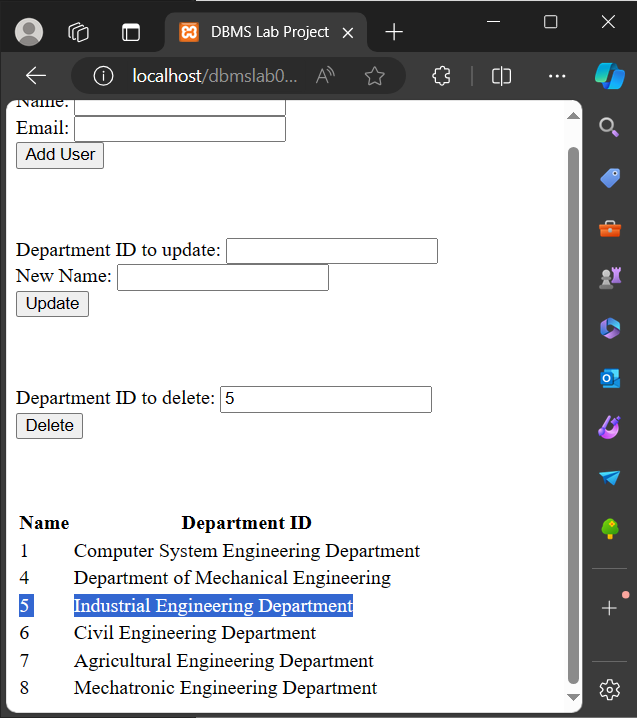 DBMS Lab Project
localhost/dbmslab0...
Name:
Email:
Add User
Department ID to update:
New Name:
Update
Department ID to delete: 5
Delete
Name Department ID
1 Computer System Engineering Department
4 Department of Mechanical Engineering
5 Industrial Engineering Department
6 Civil Engineering Department
7 Agricultural Engineering Department
8 Mechatronic Engineering Department